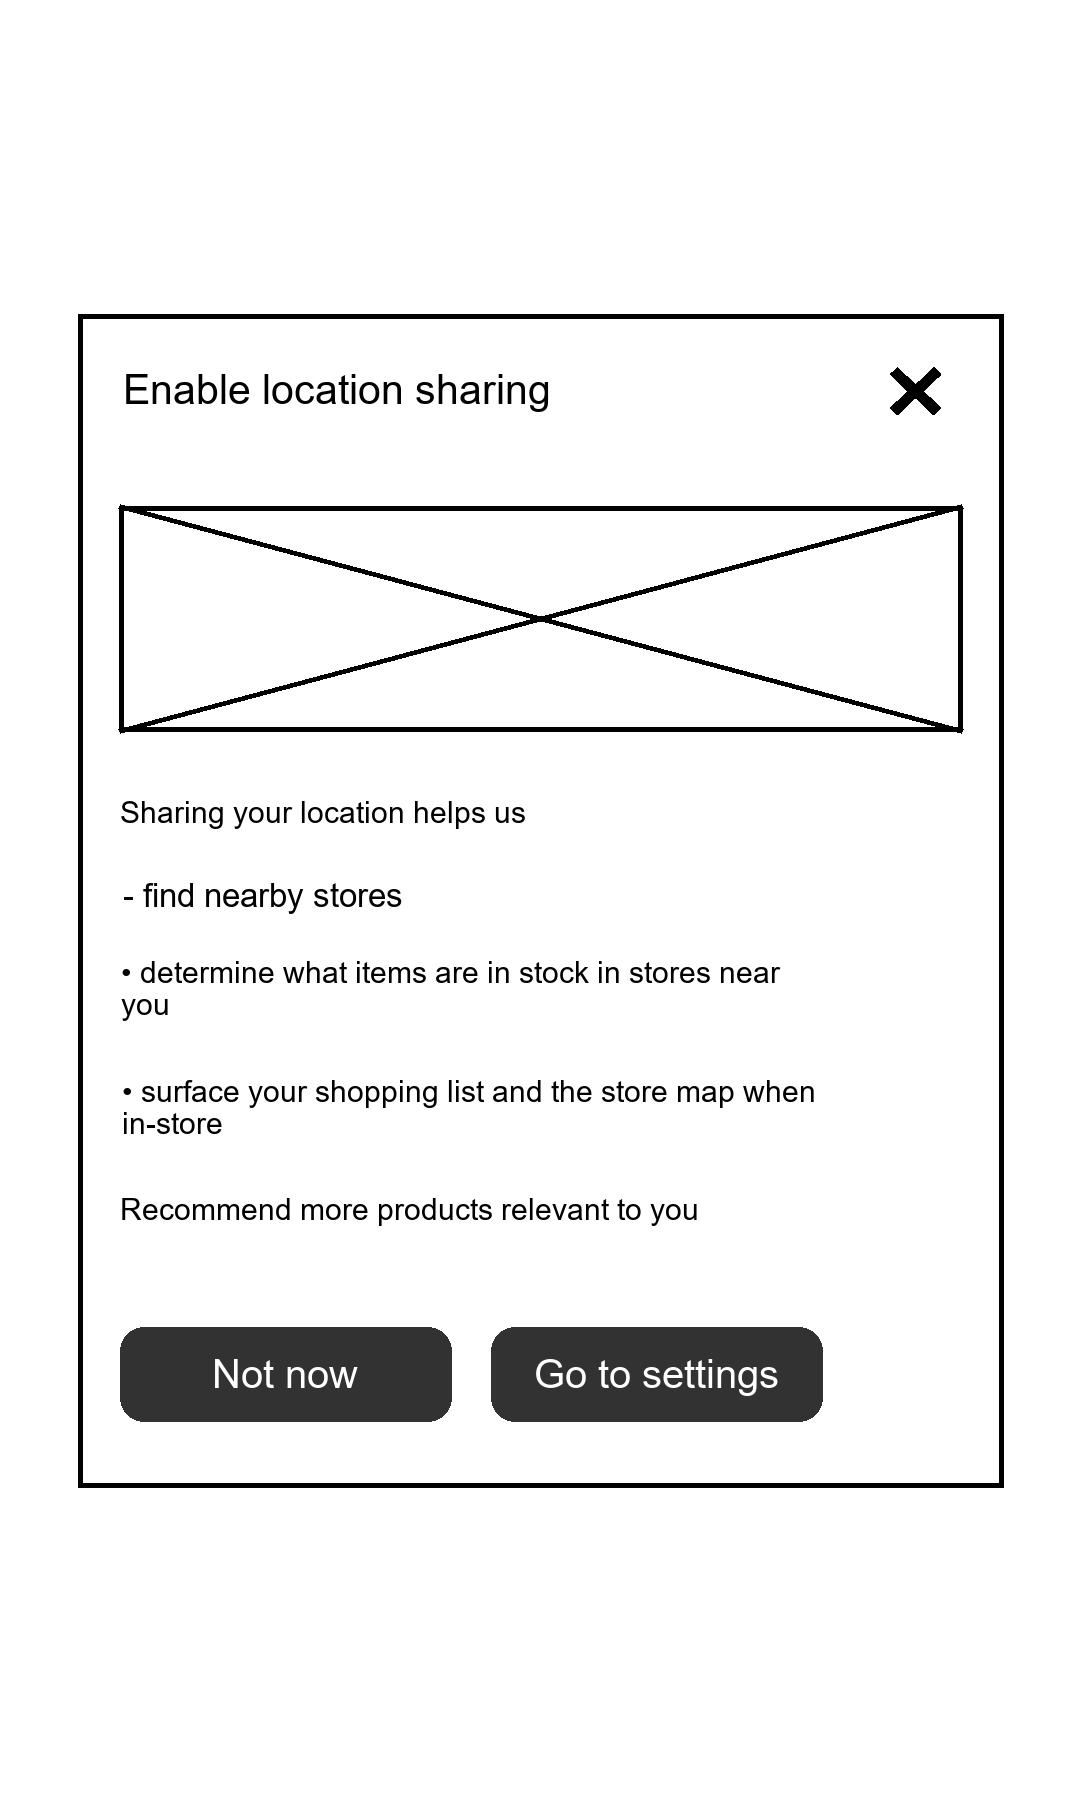 Enable location sharing
Sharing your location helps us
- find nearby stores
• determine what items are in stock in stores near
you
• surface your shopping list and the store map when
in-store
Recommend more products relevant to you
Not now
Go to settings